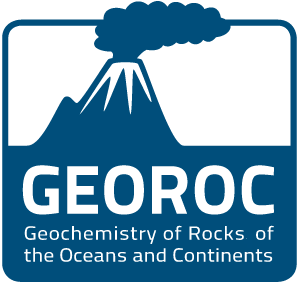 GEOROC
Geochemistry of Rocks of
the Oceans and Continents